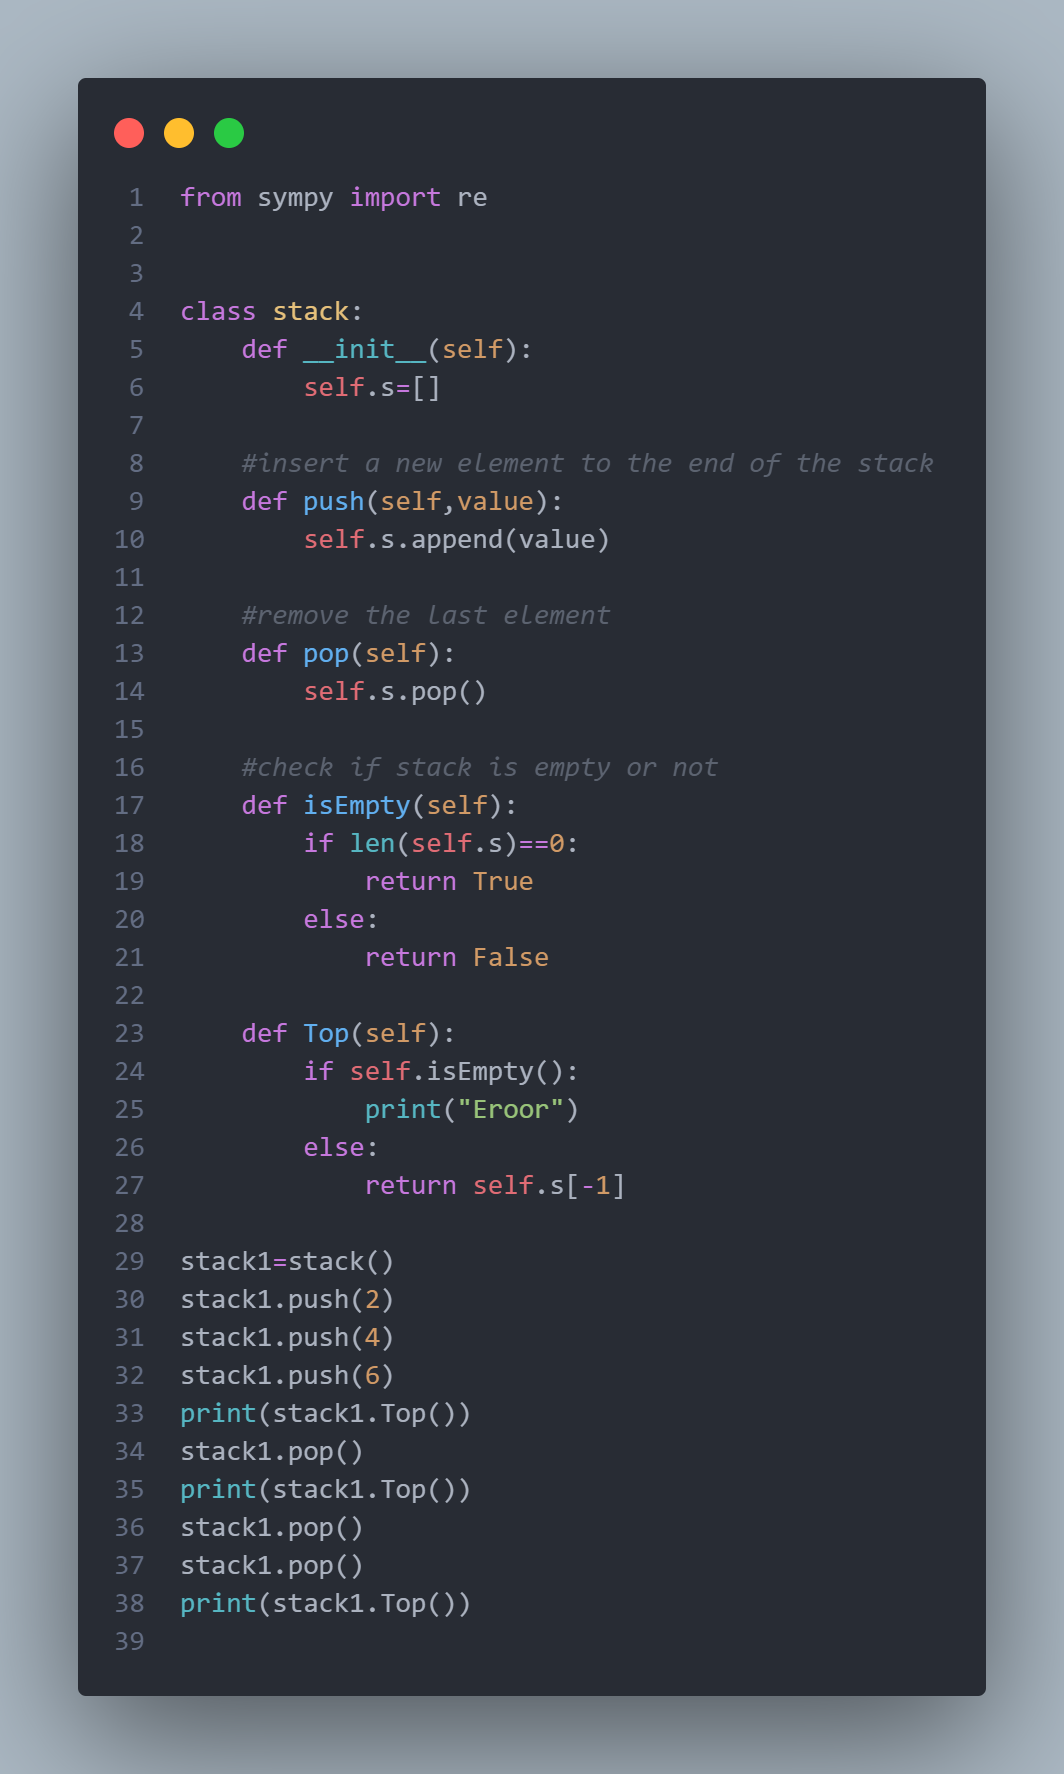 1 from sympy import re
2
3
4 class stack:
5     def __init__(self):
6         self.s=[]
7
8     #insert a new element to the end of the stack
9     def push(self,value):
10         self.s.append(value)
11
12     #remove the last element
13     def pop(self):
14         self.s.pop()
15
16     #check if stack is empty or not
17     def isEmpty(self):
18         if len(self.s)==0:
19             return True
20         else:
21             return False
22
23     def Top(self):
24         if self.isEmpty():
25             print("Eroor")
26         else:
27             return self.s[-1]
28
29 stack1=stack()
30 stack1.push(2)
31 stack1.push(4)
32 stack1.push(6)
33 print(stack1.Top())
34 stack1.pop()
35 print(stack1.Top())
36 stack1.pop()
37 stack1.pop()
38 print(stack1.Top())
39